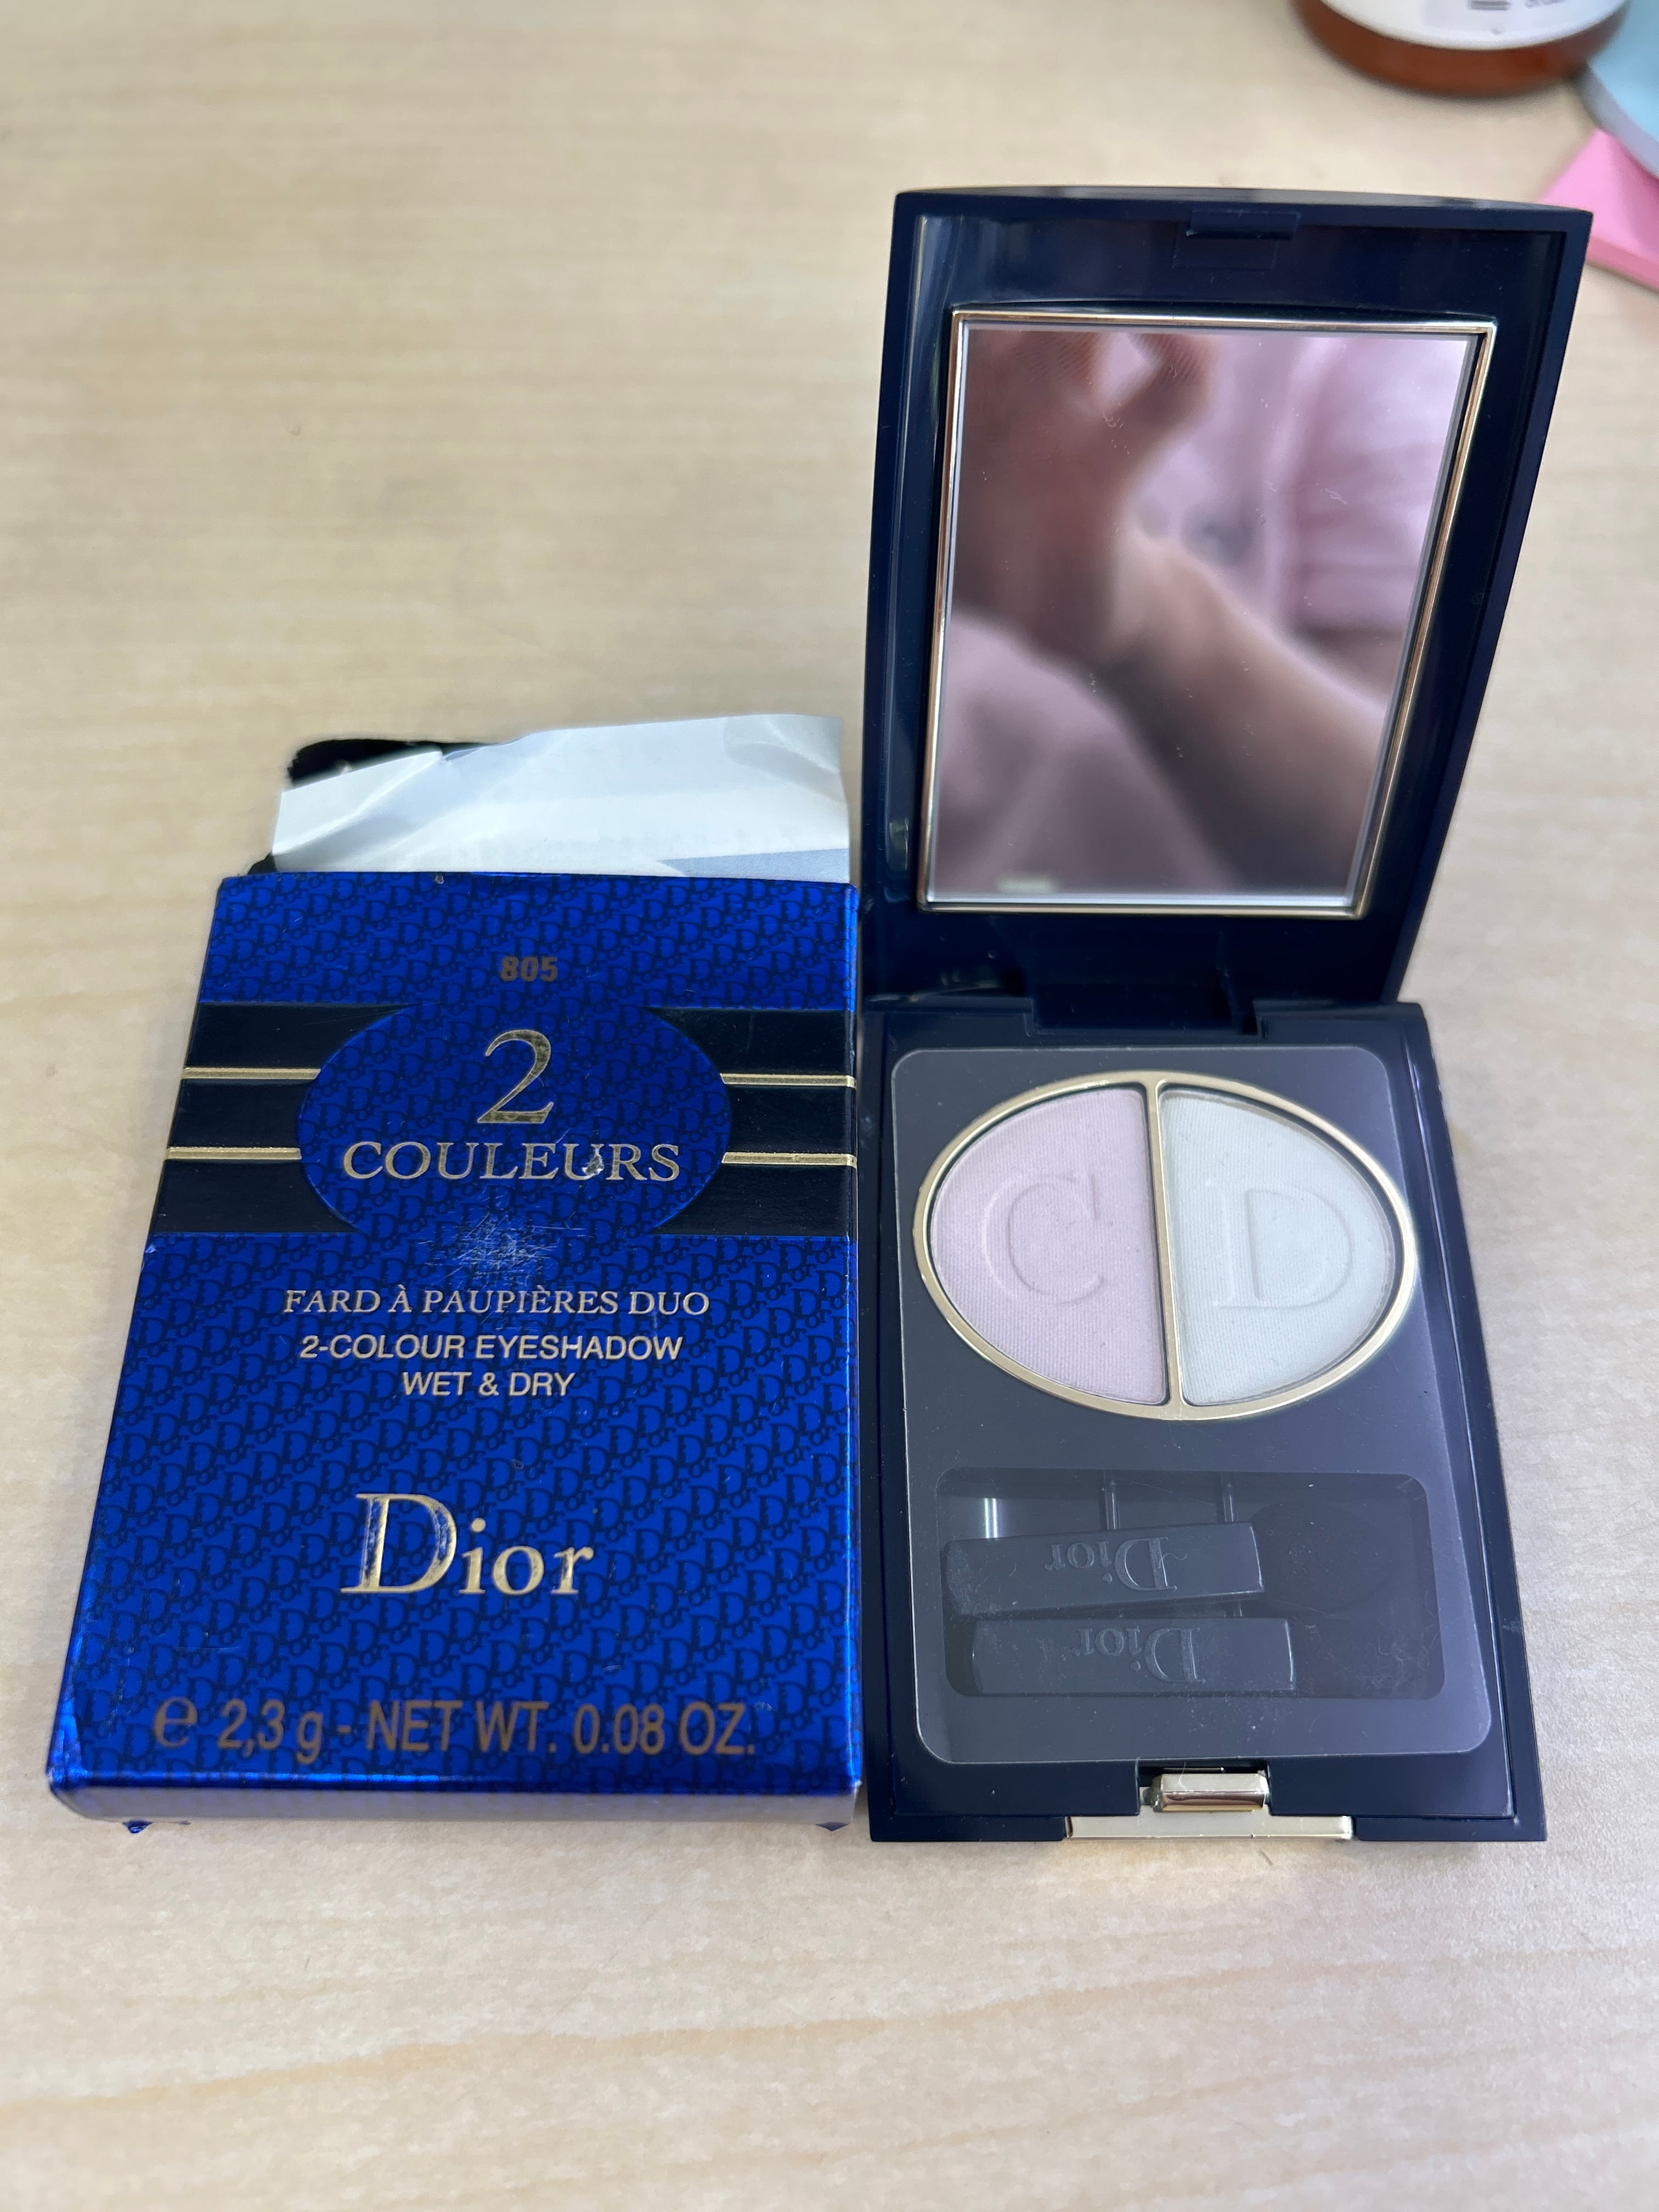 805
2
COULEURS
FARD À PAUPIÈRES DUO
2-COLOUR EYESHADOW
WET & DRY
Dior
e 2,3 g - NET WT. 0.08 OZ.
C D
Dior
Dior